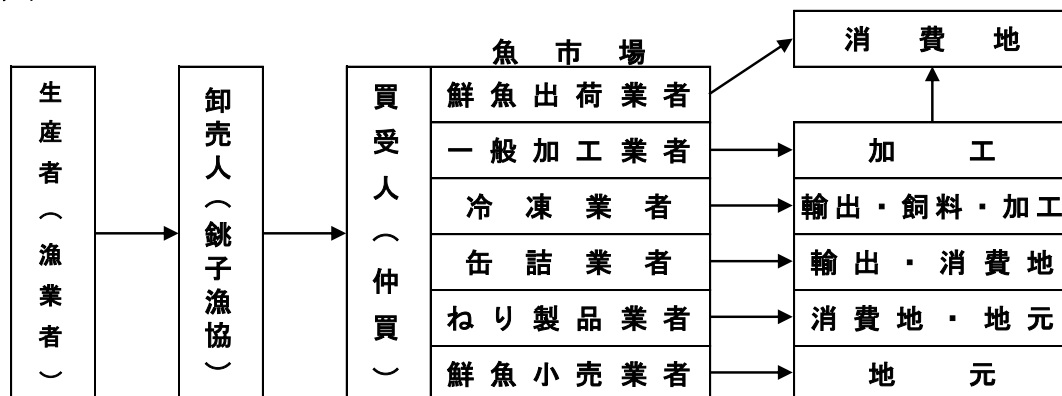 魚市場
消費地
生産者（漁業者）
卸売人（銚子漁協）
買受人（仲買）
鮮魚出荷業者
一般加工業者
加工
冷凍業者
輸出・飼料・加工
缶詰業者
輸出・消費地
ねり製品業者
消費地・地元
鮮魚小売業者
地元